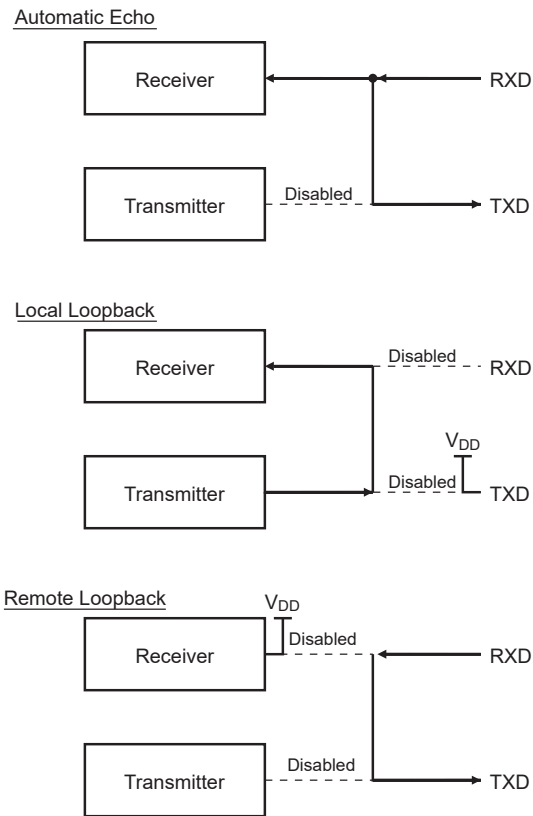 Automatic Echo
Receiver
RXD
Transmitter
Disabled
TXD
Local Loopback
Receiver
Disabled
RXD
VDD
Transmitter
Disabled
TXD
Remote Loopback
VDD
Receiver
Disabled
RXD
Transmitter
Disabled
TXD